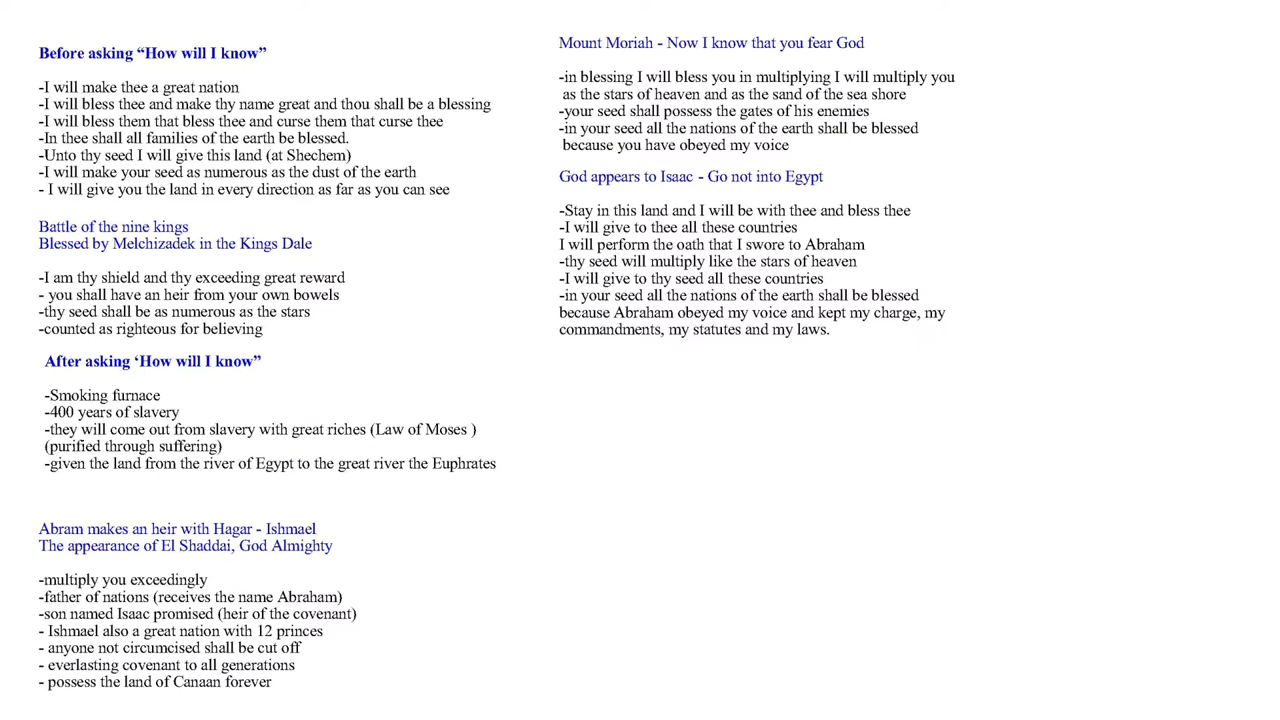 Before asking “How will I know”
-I will make thee a great nation
-I will bless thee and make thy name great and thou shall be a blessing
-I will bless them that bless thee and curse them that curse thee
-In thee shall all families of the earth be blessed.
-Unto thy seed I will give this land (at Shechem)
-I will make your seed as numerous as the dust of the earth
- I will give you the land in every direction as far as you can see
Battle of the nine kings
Blessed by Melchizadek in the Kings Dale
-I am thy shield and thy exceeding great reward
- you shall have an heir from your own bowels
-thy seed shall be as numerous as the stars
-counted as righteous for believing
After asking ‘How will I know”
-Smoking furnace
-400 years of slavery
-they will come out from slavery with great riches (Law of Moses )
(purified through suffering)
-given the land from the river of Egypt to the great river the Euphrates
Abram makes an heir with Hagar - Ishmael
The appearance of El Shaddai, God Almighty
-multiply you exceedingly
-father of nations (receives the name Abraham)
-son named Isaac promised (heir of the covenant)
- Ishmael also a great nation with 12 princes
- anyone not circumcised shall be cut off
- everlasting covenant to all generations
- possess the land of Canaan forever
Mount Moriah - Now I know that you fear God
-in blessing I will bless you in multiplying I will multiply you
as the stars of heaven and as the sand of the sea shore
-your seed shall possess the gates of his enemies
-in your seed all the nations of the earth shall be blessed
because you have obeyed my voice
God appears to Isaac - Go not into Egypt
-Stay in this land and I will be with thee and bless thee
-I will give to thee all these countries
I will perform the oath that I swore to Abraham
-thy seed will multiply like the stars of heaven
-I will give to thy seed all these countries
-in your seed all the nations of the earth shall be blessed
because Abraham obeyed my voice and kept my charge, my
commandments, my statutes and my laws.